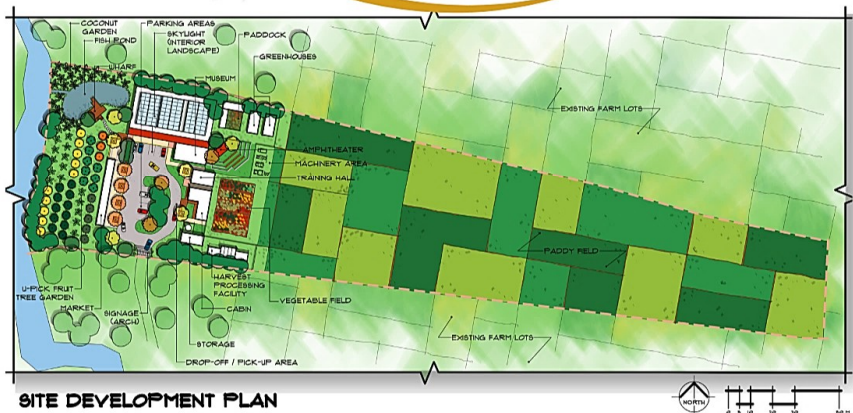 COCONUT
GARDEN
FISH POND
WHARF
PARKING AREAS
SKYLIGHT
(INTERIOR
LANDSCAPE)
MUSEUM
PADDOCK
GREENHOUSES
EXISTING FARM LOTS
AMPHITHEATER
MACHINERY AREA
TRAINING HALL
PADDY FIELD
U-PICK FRUIT
TREE GARDEN
MARKET
SIGNAGE
(ARCH)
HARVEST
PROCESSING
FACILITY
CABIN
VEGETABLE FIELD
STORAGE
DROP-OFF / PICK-UP AREA
EXISTING FARM LOTS
SITE DEVELOPMENT PLAN
NORTH